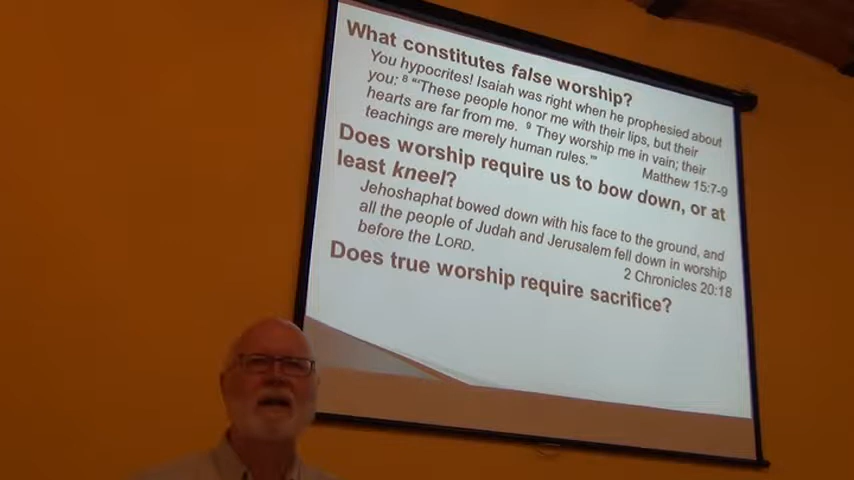 What constitutes false worship?
You hypocrites! Isaiah was right when he prophesied about
you; 8 "'These people honor me with their lips, but their
hearts are far from me. 9 They worship me in vain; their
teachings are merely human rules.'"
Matthew 15:7-9
Does worship require us to bow down, or at
least kneel?
Jehoshaphat bowed down with his face to the ground, and
all the people of Judah and Jerusalem fell down in worship
before the LORD.
2 Chronicles 20:18
Does true worship require sacrifice?